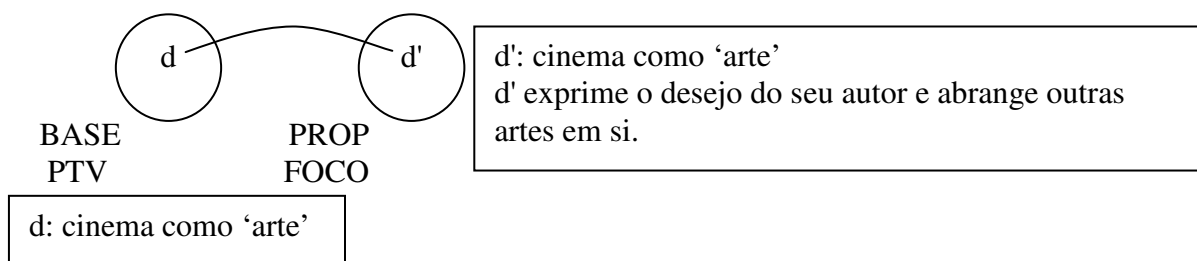 d d'
d': cinema como ‘arte’
d' exprime o desejo do seu autor e abrange outras
artes em si.
BASE PROP
PTV FOCO
d: cinema como ‘arte’